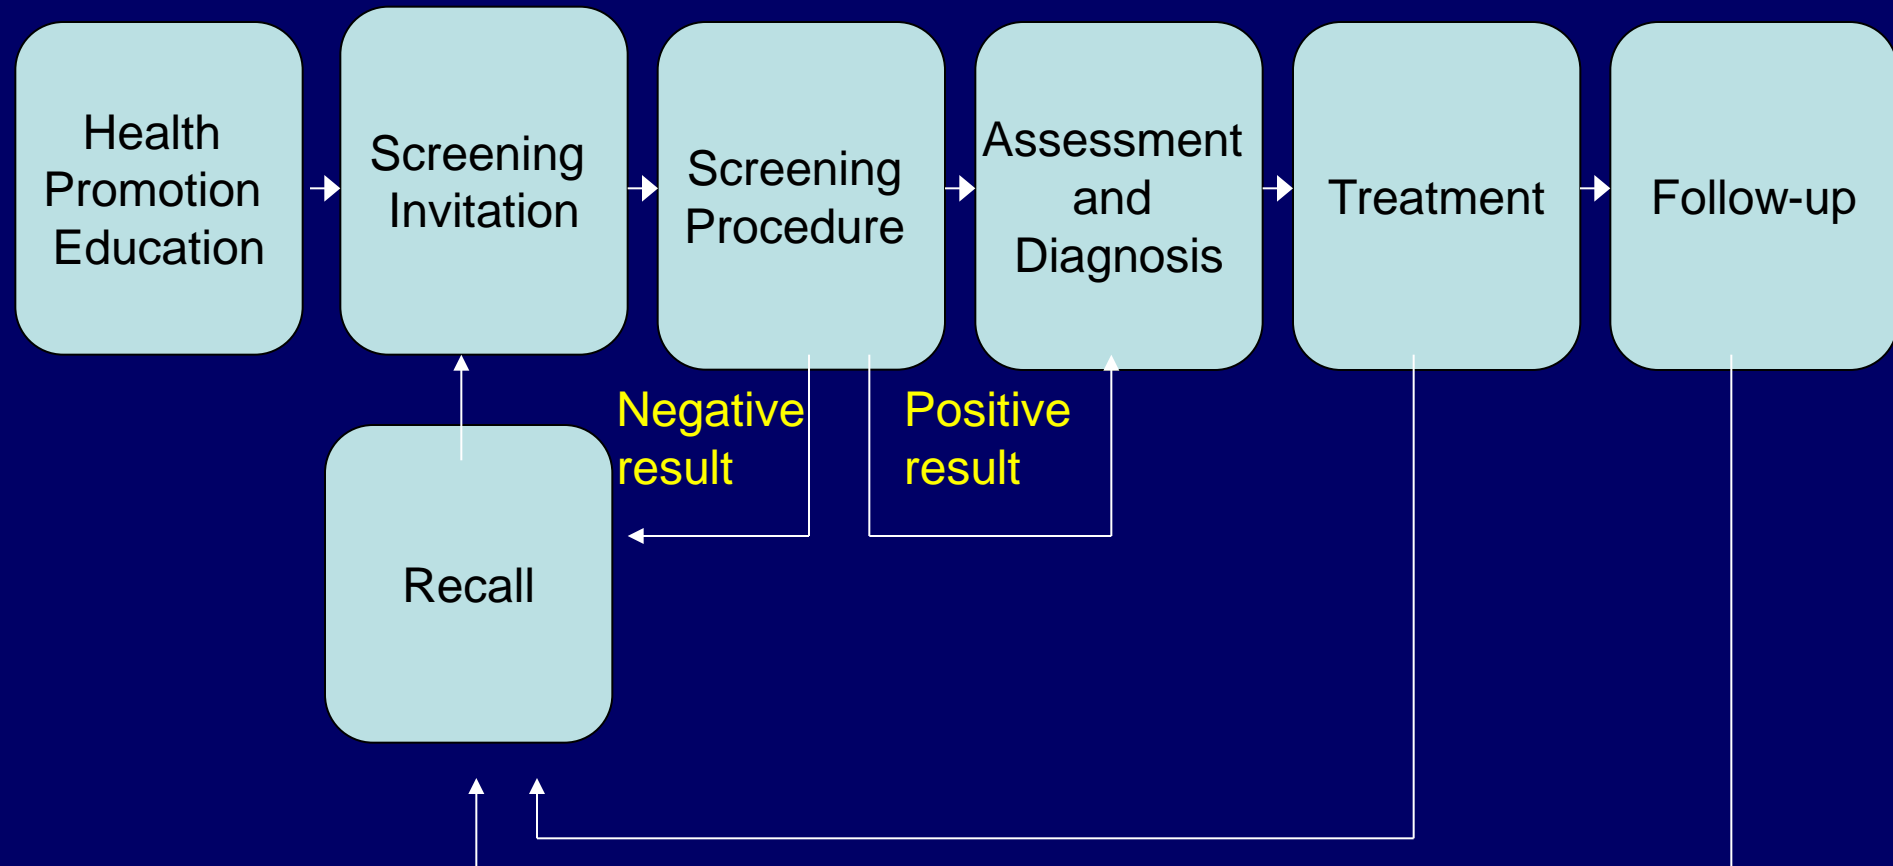 Health
Promotion
Education
Screening
Invitation
Screening
Procedure
Assessment
and
Diagnosis
Treatment
Follow-up
Negative
result
Positive
result
Recall